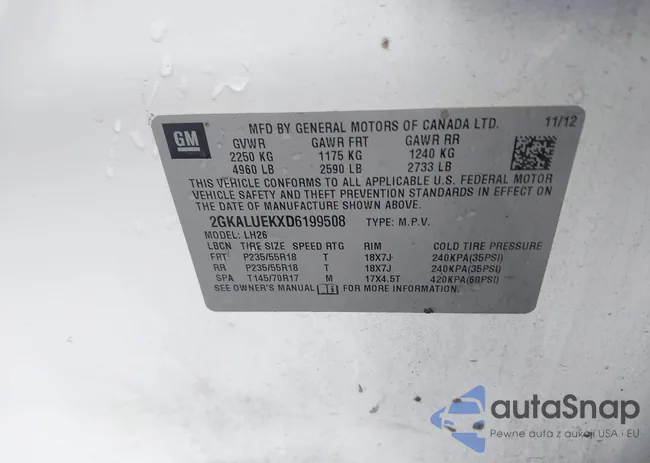 GM
MFD BY GENERAL MOTORS OF CANADA LTD. 11/12
GVWR GAWR FRT GAWR RR
2250 KG 1175 KG 1240 KG
4960 LB 2590 LB 2733 LB
THIS VEHICLE CONFORMS TO ALL APPLICABLE U.S. FEDERAL MOTOR
VEHICLE SAFETY AND THEFT PREVENTION STANDARDS IN EFFECT ON
THE DATE OF MANUFACTURE SHOWN ABOVE.
2GKALUEKXD6199508 TYPE: M.P.V.
MODEL: LH26
LBCN TIRE SIZE SPEED RTG RIM COLD TIRE PRESSURE
FRT P235/55R18 T 18X7J 240KPA(35PSI)
RR P235/55R18 T 18X7J 240KPA(35PSI)
SPA T145/70R17 M 17X4.5T 420KPA(60PSI)
SEE OWNER'S MANUAL FOR MORE INFORMATION.
autoSnap
Pewne auta z aukcji USA i EU